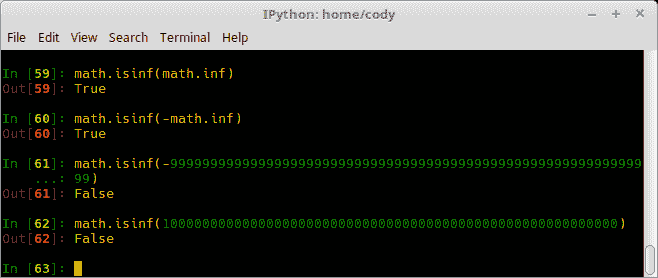 IPython: home/cody
File Edit View Search Terminal Help
In [59]: math.isinf(math.inf)
Out[59]: True
In [60]: math.isinf(-math.inf)
Out[60]: True
In [61]: math.isinf(-99999999999999999999999999999999999999999999999999999999999
...: 99)
Out[61]: False
In [62]: math.isinf(100000000000000000000000000000000000000000000000000000000)
Out[62]: False
In [63]: